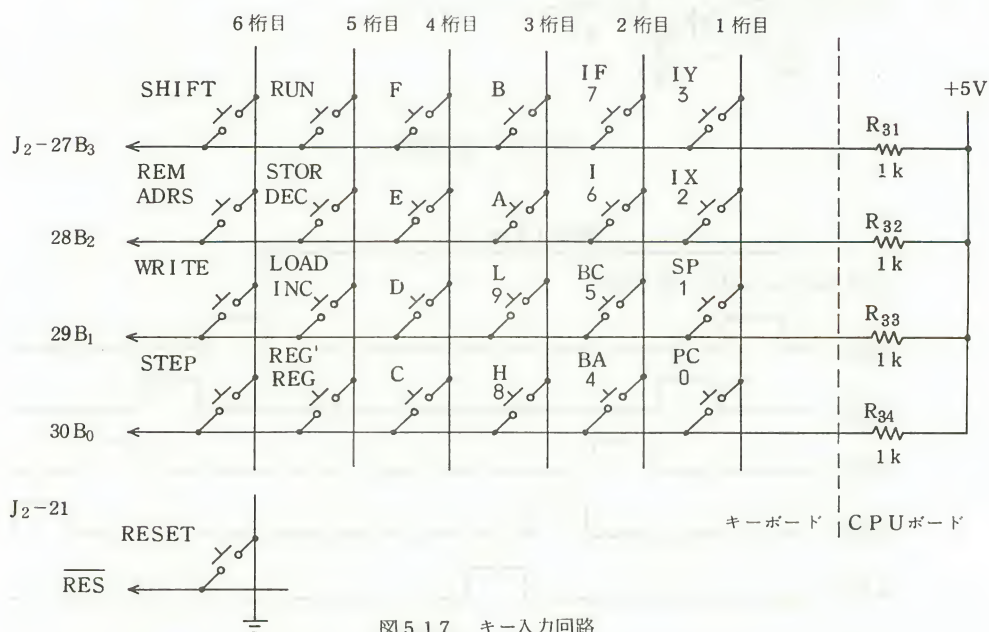 6桁目 5桁目 4桁目 3桁目 2桁目 1桁目
+5V
SHIFT RUN F B IF 7 IY 3
J₂-27B₃
R₃₁
1k
REM ADRS STOR DEC E A I 6 IX 2
28B₂
R₃₂
1k
WRITE LOAD INC D L 9 BC 5 SP 1
29B₁
R₃₃
1k
STEP REG' REG C H 8 BA 4 PC 0
30B₀
R₃₄
1k
J₂-21
キーボード CPUボード
RESET
RES
図5.17 キー入力回路